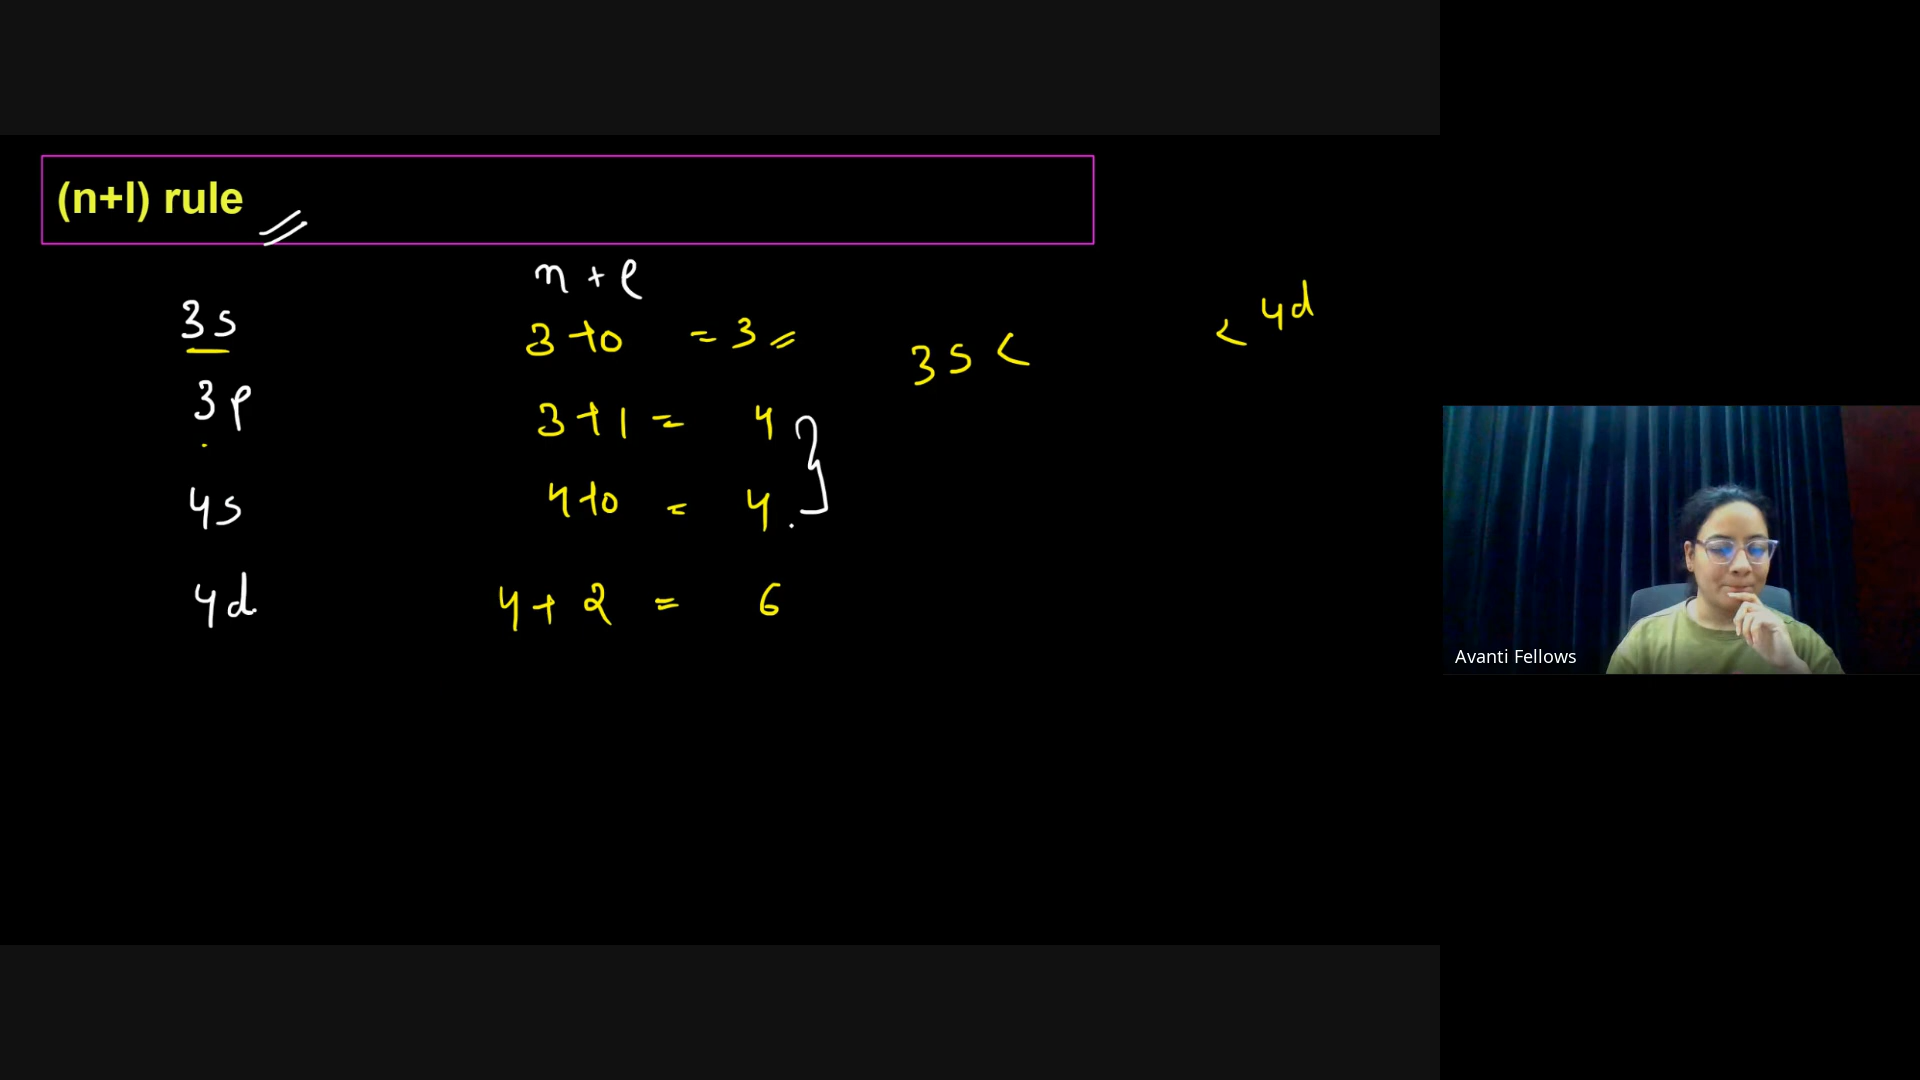 (n+l) rule
n + l
3s 3+0 = 3 3s < < 4d
3p 3+1 = 4
4s 4+0 = 4
4d 4+2 = 6
Avanti Fellows